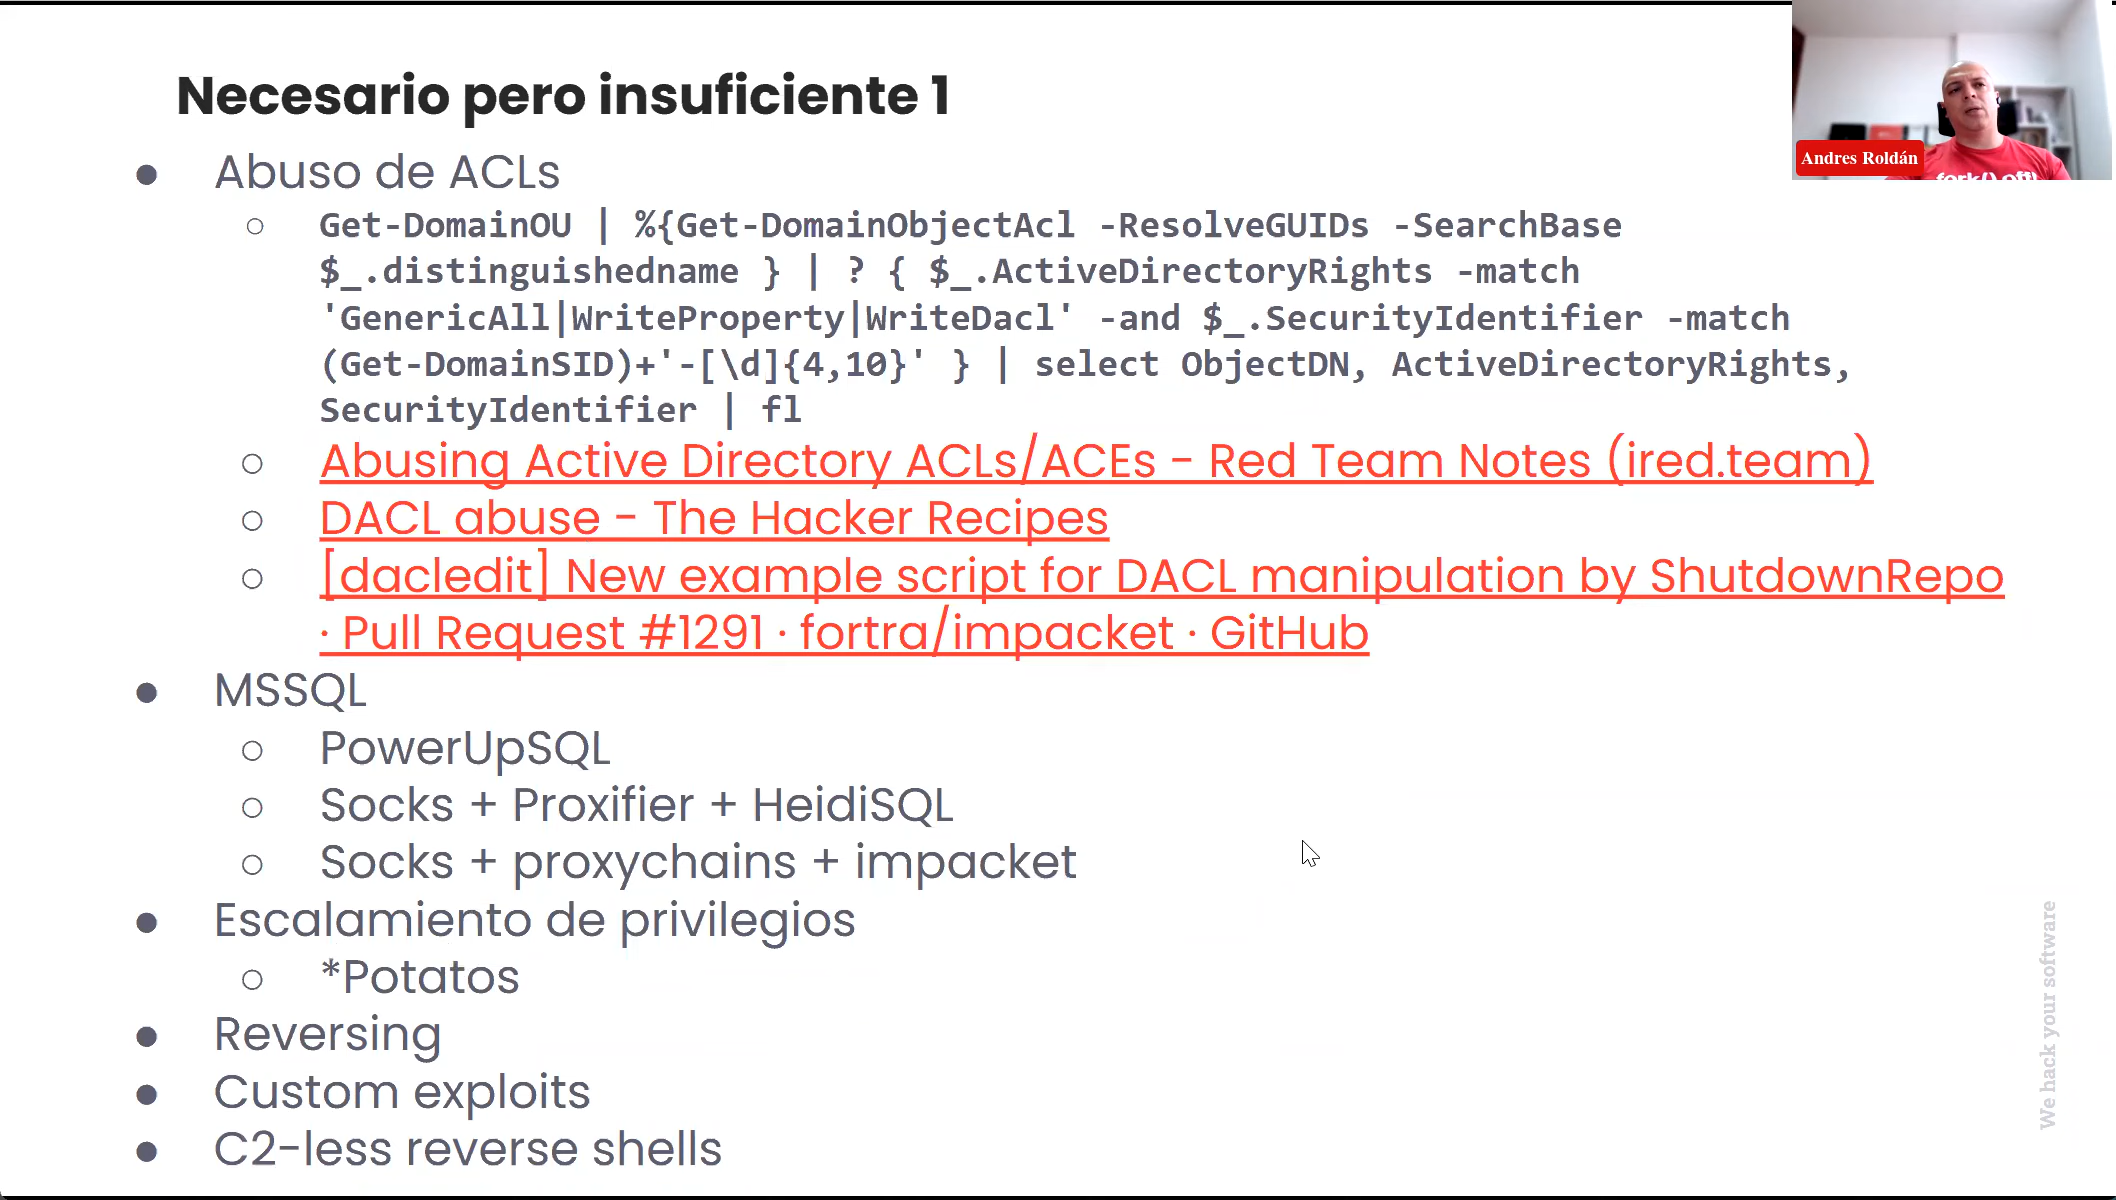 Necesario pero insuficiente 1
Andres Roldán
fork() off!
● Abuso de ACLs
○ Get-DomainOU | %{Get-DomainObjectAcl -ResolveGUIDs -SearchBase
$_.distinguishedname } | ? { $_.ActiveDirectoryRights -match
'GenericAll|WriteProperty|WriteDacl' -and $_.SecurityIdentifier -match
(Get-DomainSID)+'-[\d]{4,10}' } | select ObjectDN, ActiveDirectoryRights,
SecurityIdentifier | fl
○ Abusing Active Directory ACLs/ACEs - Red Team Notes (ired.team)
○ DACL abuse - The Hacker Recipes
○ [dacledit] New example script for DACL manipulation by ShutdownRepo
· Pull Request #1291 · fortra/impacket · GitHub
● MSSQL
○ PowerUpSQL
○ Socks + Proxifier + HeidiSQL
○ Socks + proxychains + impacket
● Escalamiento de privilegios
○ *Potatos
● Reversing
● Custom exploits
● C2-less reverse shells
We hack your software